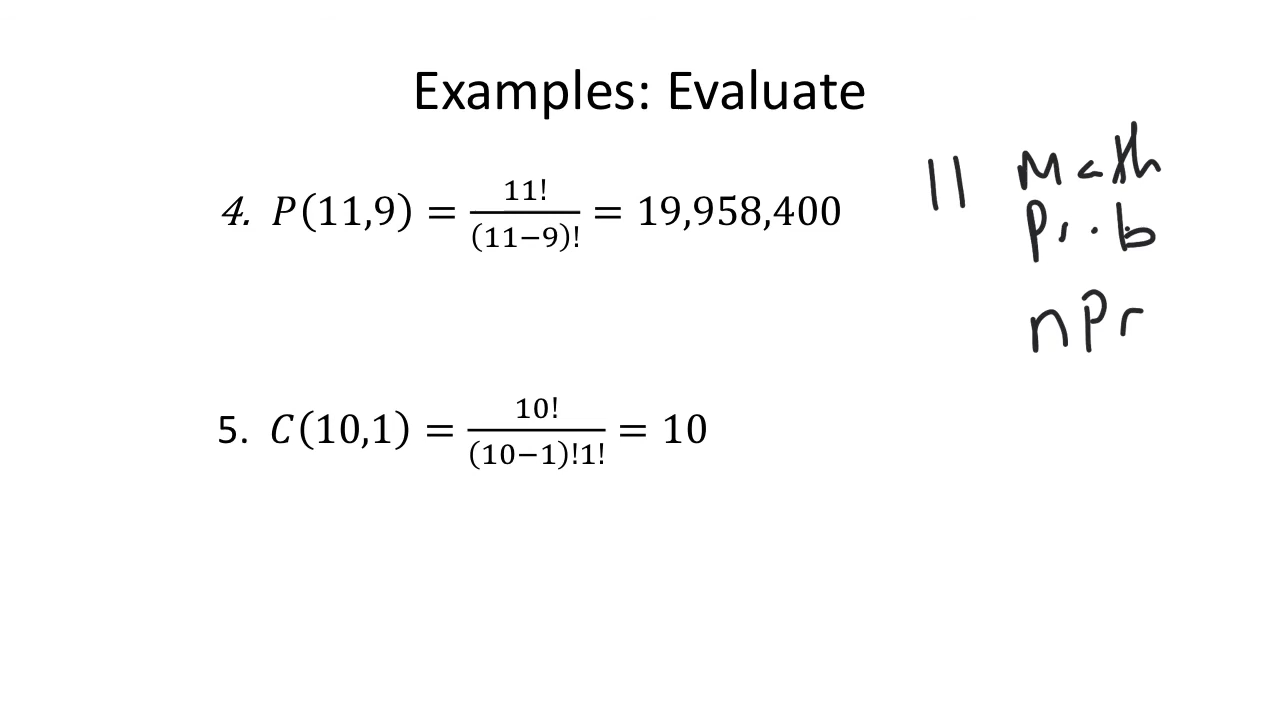 Examples: Evaluate
4. P(11,9) = 11! / (11−9)! = 19,958,400
11 Math
Prob
nPr
5. C(10,1) = 10! / (10−1)!1! = 10